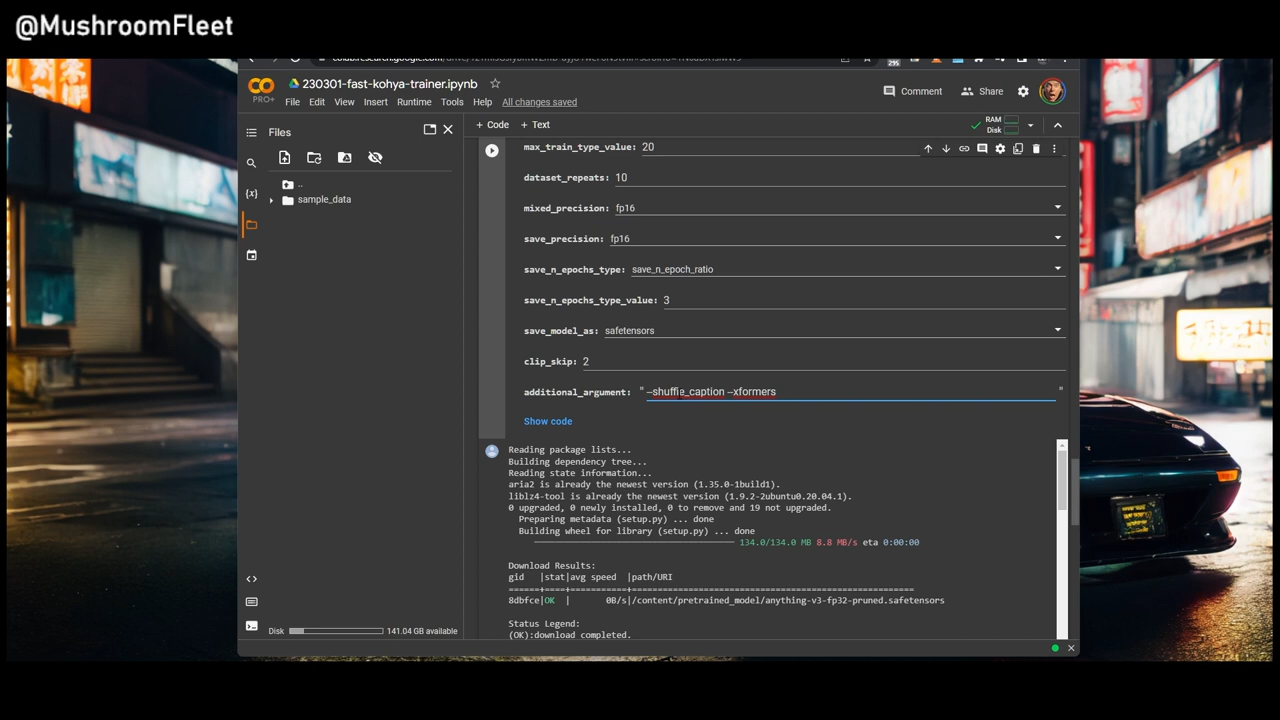 @MushroomFleet
230301-fast-kohya-trainer.ipynb
PRO+
File Edit View Insert Runtime Tools Help All changes saved
Comment
Share
Files
+ Code + Text
RAM
Disk
..
sample_data
{x}
max_train_type_value: 20
dataset_repeats: 10
mixed_precision: fp16
save_precision: fp16
save_n_epochs_type: save_n_epoch_ratio
save_n_epochs_type_value: 3
save_model_as: safetensors
clip_skip: 2
additional_argument: " --shuffle_caption --xformers "
Show code
Reading package lists...
Building dependency tree...
Reading state information...
aria2 is already the newest version (1.35.0-1build1).
liblz4-tool is already the newest version (1.9.2-2ubuntu0.20.04.1).
0 upgraded, 0 newly installed, 0 to remove and 19 not upgraded.
Preparing metadata (setup.py) ... done
Building wheel for library (setup.py) ... done
134.0/134.0 MB 8.8 MB/s eta 0:00:00
Download Results:
gid |stat|avg speed |path/URI
======+====+===========+=======================================================
8dbfce|OK | 0B/s|/content/pretrained_model/anything-v3-fp32-pruned.safetensors
Status Legend:
(OK):download completed.
Disk 141.04 GB available